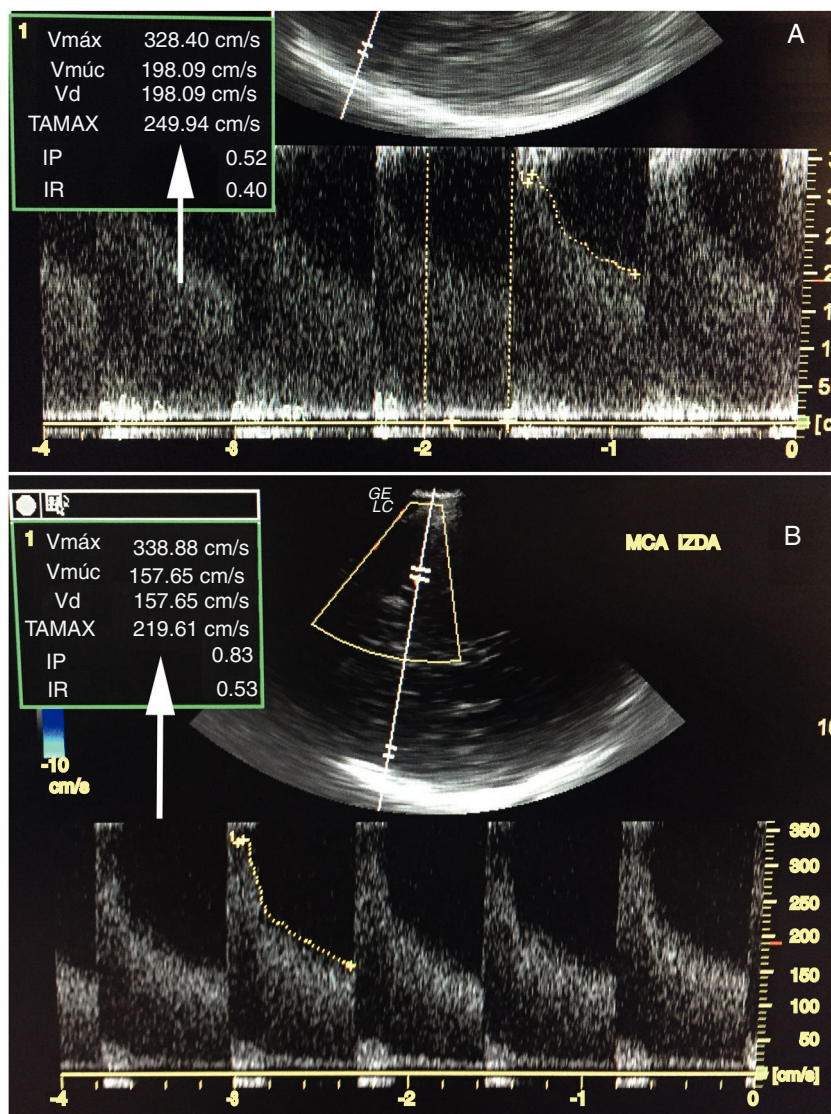 A
1 Vmáx 328.40 cm/s
Vmúc 198.09 cm/s
Vd 198.09 cm/s
TAMAX 249.94 cm/s
IP 0.52
IR 0.40
-4 -3 -2 -1 0
B
GE
LC
MCA IZDA
1 Vmáx 338.88 cm/s
Vmúc 157.65 cm/s
Vd 157.65 cm/s
TAMAX 219.61 cm/s
IP 0.83
IR 0.53
-10
cm/s
350
300
250
200
150
100
50
[cm/s]
-4 -3 -2 -1 0